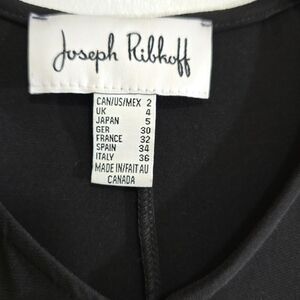 Joseph Ribkoff
CAN/US/MEX 2
UK 4
JAPAN 5
GER 30
FRANCE 32
SPAIN 34
ITALY 36
MADE IN/FAIT AU
CANADA